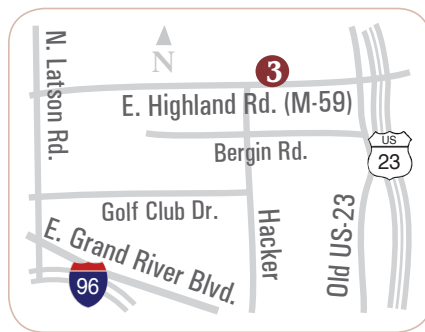 N. Latson Rd.
N
3
E. Highland Rd. (M-59)
US
23
Bergin Rd.
Golf Club Dr.
Hacker
Old US-23
E. Grand River Blvd.
96